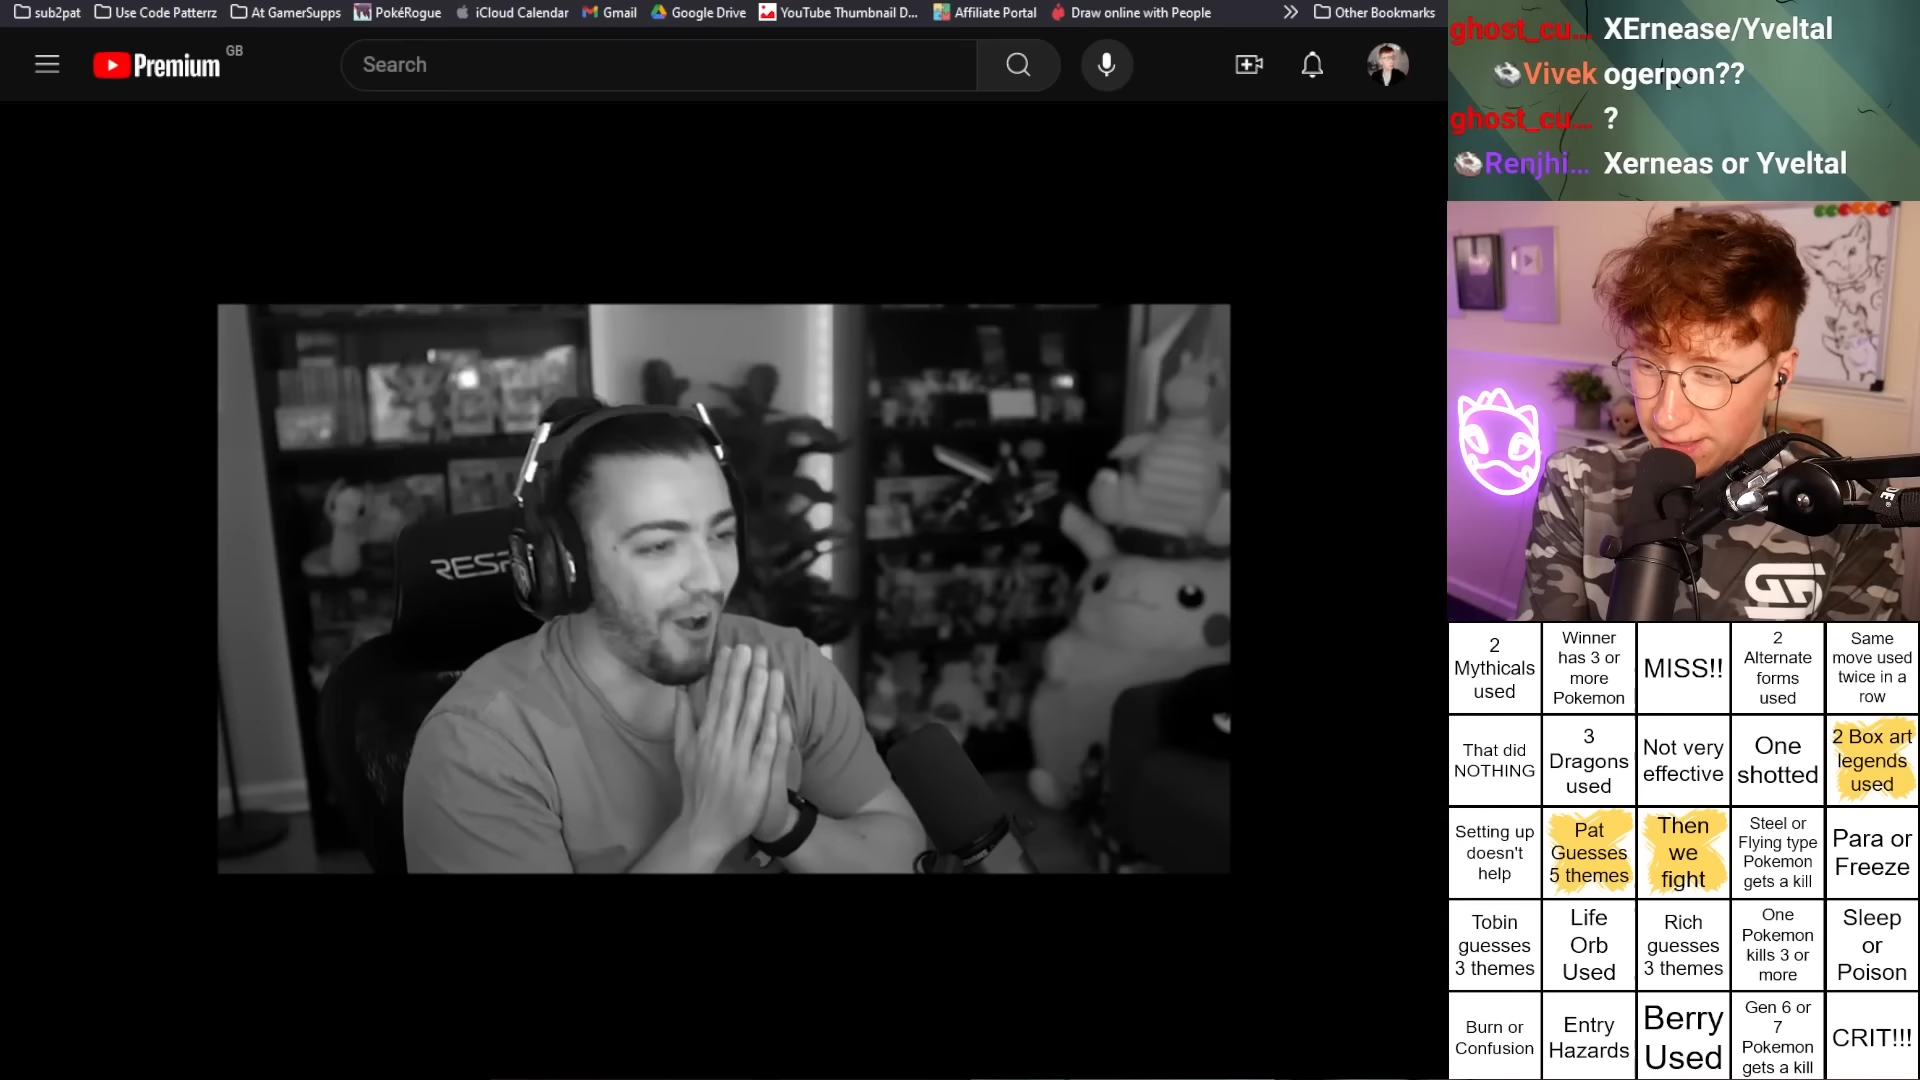 sub2pat Use Code Patterrz At GamerSupps PokéRogue iCloud Calendar Gmail Google Drive YouTube Thumbnail D... Affiliate Portal Draw online with People Other Bookmarks
Premium GB
Search
ghost_cu... XErnease/Yveltal
Vivek ogerpon??
ghost_cu... ?
Renjhi... Xerneas or Yveltal
RESP
2
Mythicals
used
Winner
has 3 or
more
Pokemon
MISS!!
2
Alternate
forms
used
Same
move used
twice in a
row
That did
NOTHING
3
Dragons
used
Not very
effective
One
shotted
2 Box art
legends
used
Setting up
doesn't
help
Pat
Guesses
5 themes
Then
we
fight
Steel or
Flying type
Pokemon
gets a kill
Para or
Freeze
Tobin
guesses
3 themes
Life
Orb
Used
Rich
guesses
3 themes
One
Pokemon
kills 3 or
more
Sleep
or
Poison
Burn or
Confusion
Entry
Hazards
Berry
Used
Gen 6 or
7
Pokemon
gets a kill
CRIT!!!